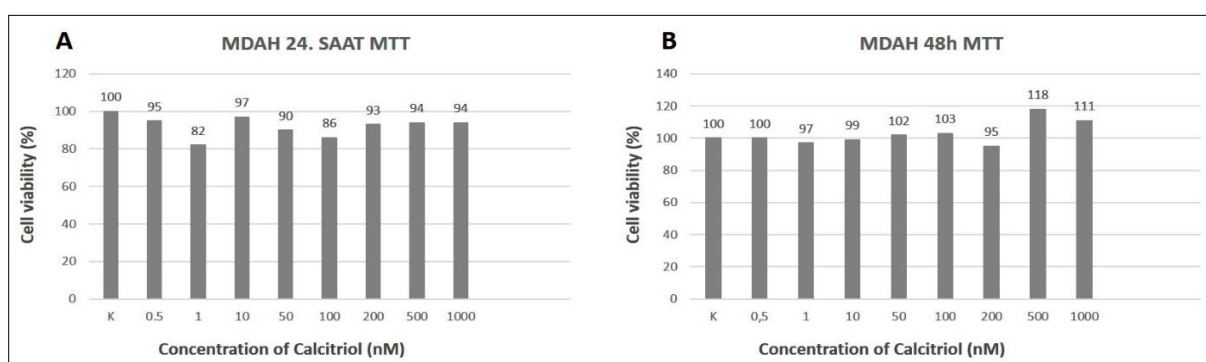 A
MDAH 24. SAAT MTT
Cell viability (%)
120
100
80
60
40
20
0
100 95 82 97 90 86 93 94 94
K 0.5 1 10 50 100 200 500 1000
Concentration of Calcitriol (nM)
B
MDAH 48h MTT
Cell viability (%)
140
120
100
80
60
40
20
0
100 100 97 99 102 103 95 118 111
K 0,5 1 10 50 100 200 500 1000
Concentration of Calcitriol (nM)